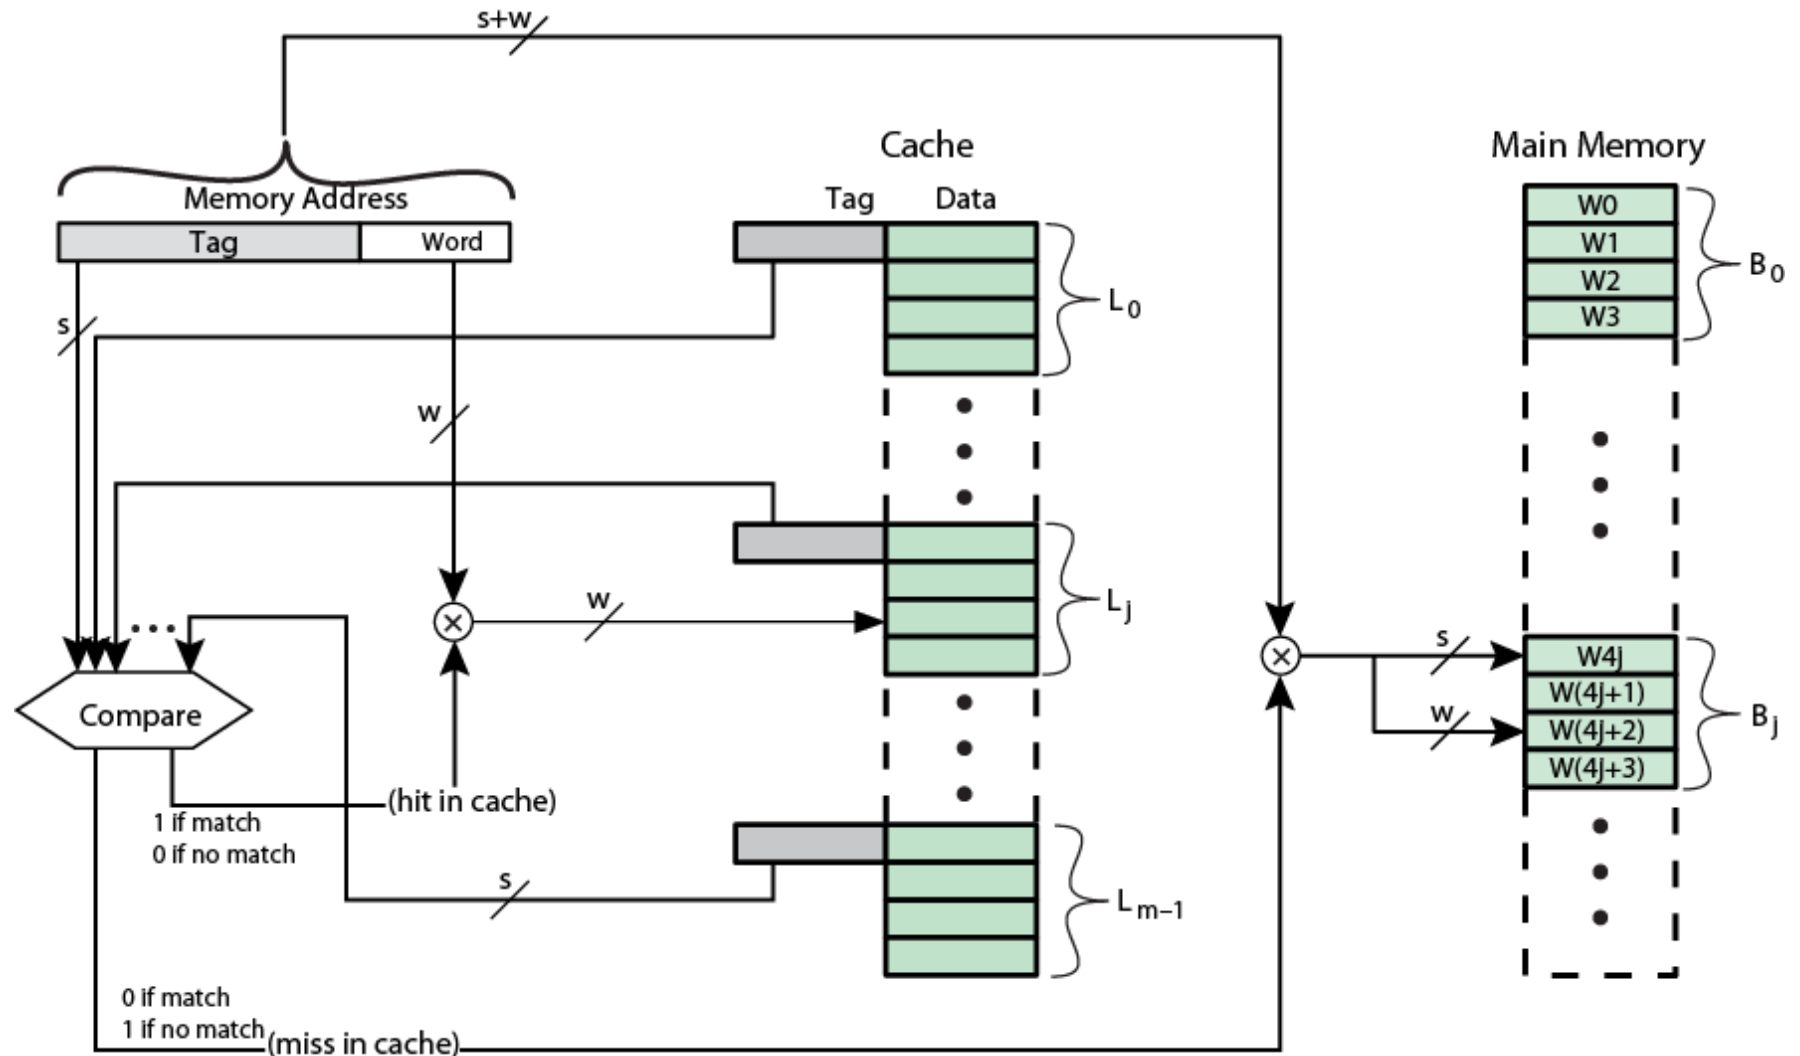 s+w
Cache
Main Memory
Memory Address
Tag Data
Tag Word
W0
W1
W2
W3
B0
L0
s
w
Lj
w
Compare
s
w
W4j
W(4j+1)
W(4j+2)
W(4j+3)
Bj
(hit in cache)
1 if match
0 if no match
s
Lm–1
0 if match
1 if no match
(miss in cache)